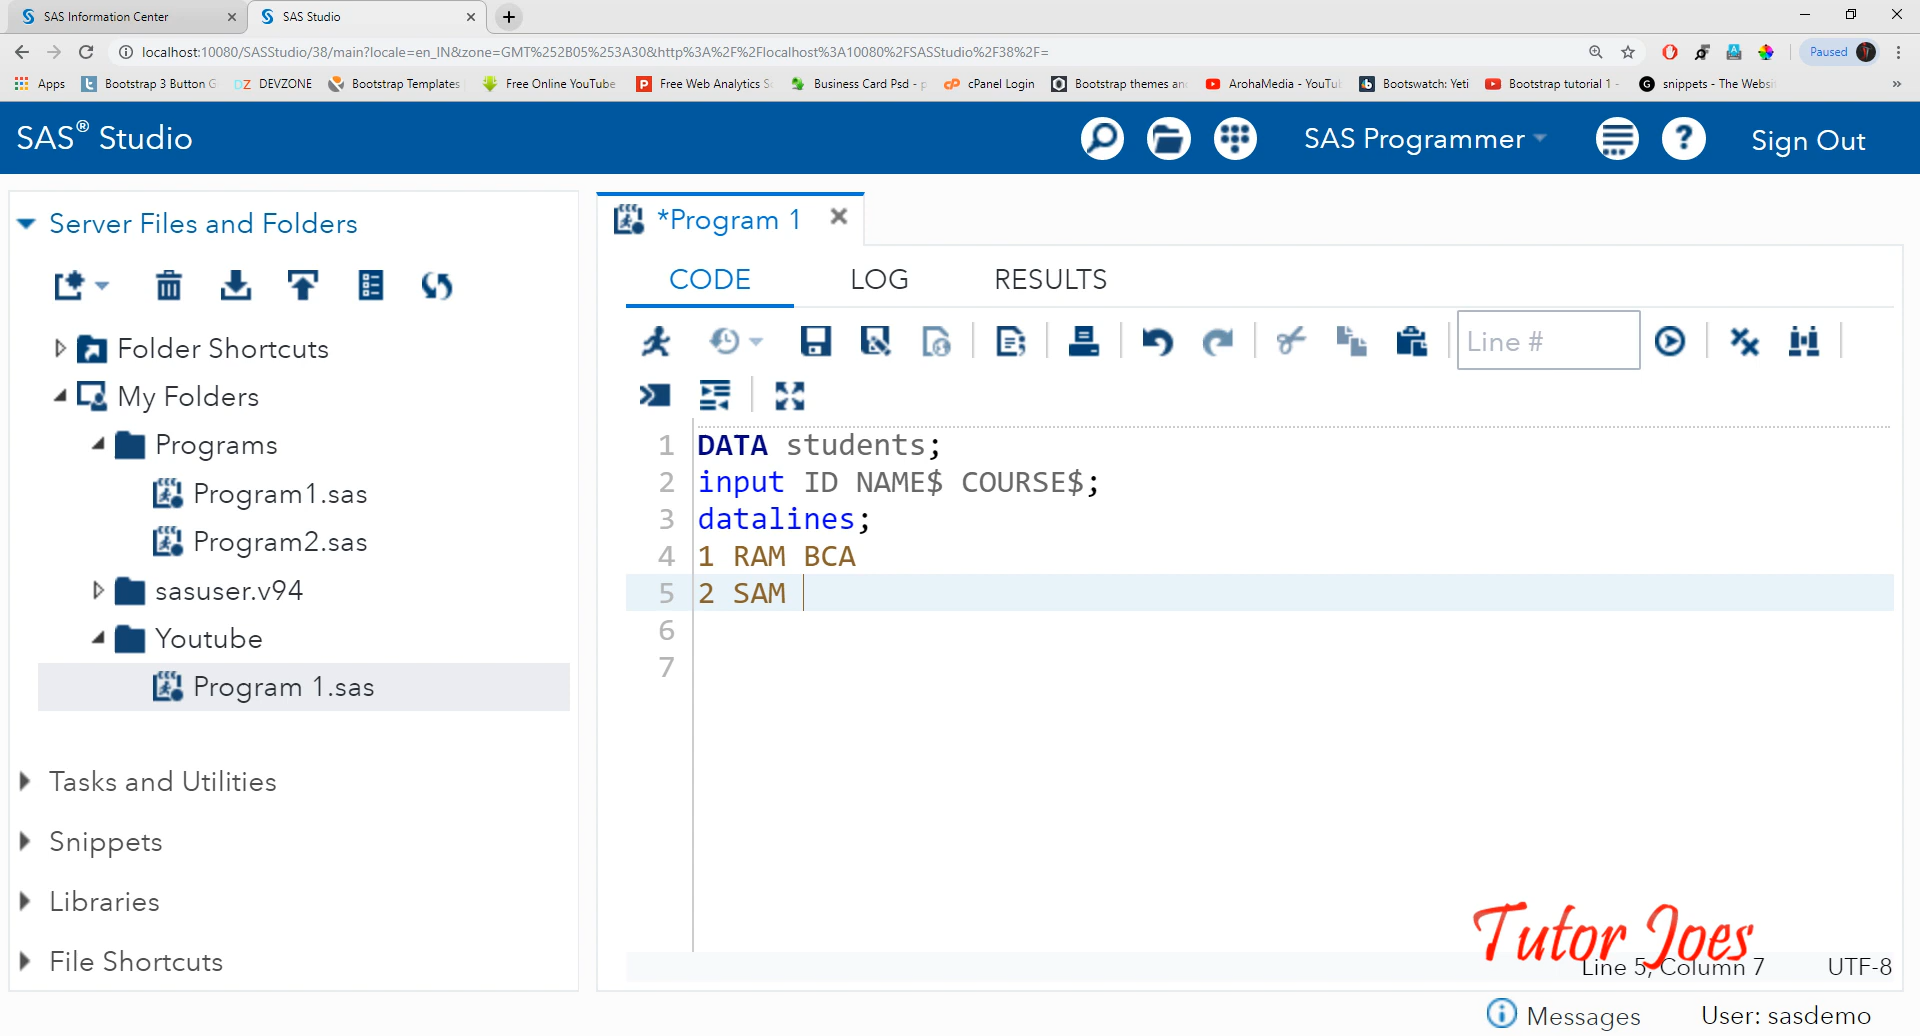 SAS Information Center
SAS Studio
localhost:10080/SASStudio/38/main?locale=en_IN&zone=GMT%252B05%253A30&http%3A%2F%2Flocalhost%3A10080%2FSASStudio%2F38%2F=
Paused
Apps
Bootstrap 3 Button G
DEVZONE
Bootstrap Templates
Free Online YouTube
Free Web Analytics S
Business Card Psd - p
cPanel Login
Bootstrap themes an
ArohaMedia - YouTu
Bootswatch: Yeti
Bootstrap tutorial 1 -
snippets - The Websi
»
SAS® Studio
SAS Programmer
Sign Out
Server Files and Folders
Folder Shortcuts
My Folders
Programs
Program1.sas
Program2.sas
sasuser.v94
Youtube
Program 1.sas
Tasks and Utilities
Snippets
Libraries
File Shortcuts
*Program 1
CODE
LOG
RESULTS
Line #
1 DATA students;
2 input ID NAME$ COURSE$;
3 datalines;
4 1 RAM BCA
5 2 SAM
6
7
Tutor Joes
Line 5, Column 7
UTF-8
Messages
User: sasdemo